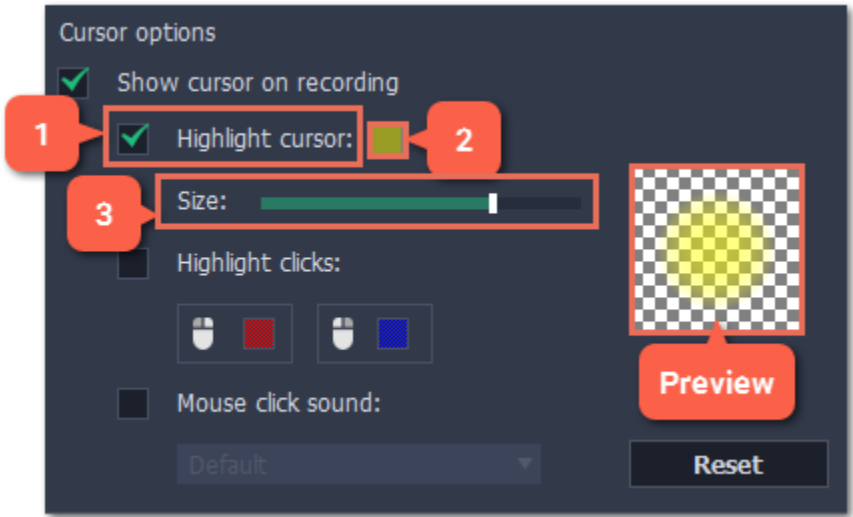 Cursor options
Show cursor on recording
1
Highlight cursor:
2
3
Size:
Highlight clicks:
Preview
Mouse click sound:
Default
Reset